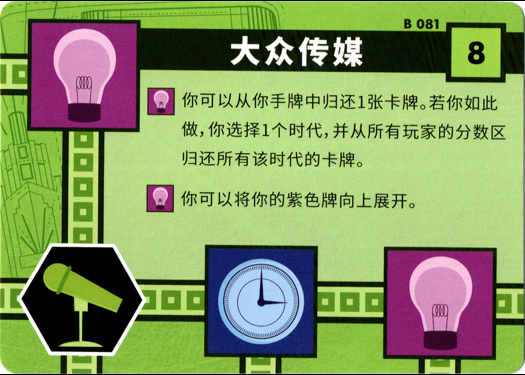 B 081
大众传媒
8
你可以从你手牌中归还1张卡牌。若你如此
做，你选择1个时代，并从所有玩家的分数区
归还所有该时代的卡牌。
你可以将你的紫色牌向上展开。